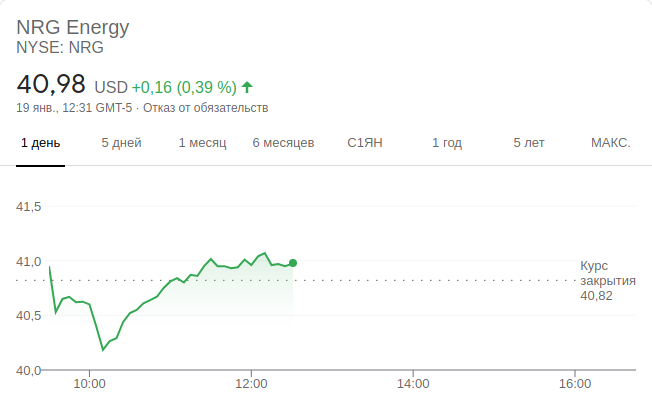 NRG Energy
NYSE: NRG
40,98 USD +0,16 (0,39 %)
19 янв., 12:31 GMT-5 · Отказ от обязательств
1 день 5 дней 1 месяц 6 месяцев С1ЯН 1 год 5 лет МАКС.
41,5
41,0
Курс
закрытия
40,82
40,5
40,0
10:00 12:00 14:00 16:00